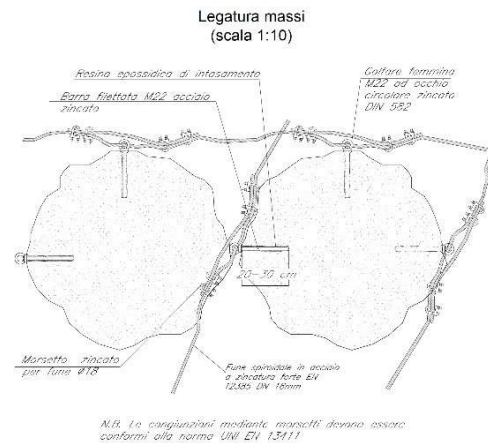 Legatura massi
(scala 1:10)
Resina epossidica di intasamento
Barra filettata M22 acciaio
zincato
Golfare femmina
M22 ad occhio
circolare zincato
DIN 582
20-30 cm
Morsetto zincato
per fune Ø18
Fune spiroidale in acciaio
a zincatura forte EN
12385 DN 18mm
N.B. Le congiunzioni mediante morsetti devono essere
conformi alla norma UNI EN 13411